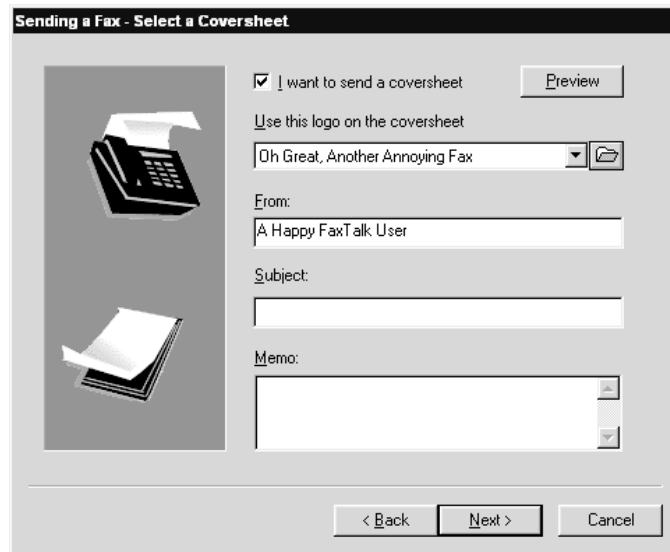 Sending a Fax - Select a Coversheet
I want to send a coversheet
Preview
Use this logo on the coversheet
Oh Great, Another Annoying Fax
From:
A Happy FaxTalk User
Subject:
Memo:
< Back
Next >
Cancel